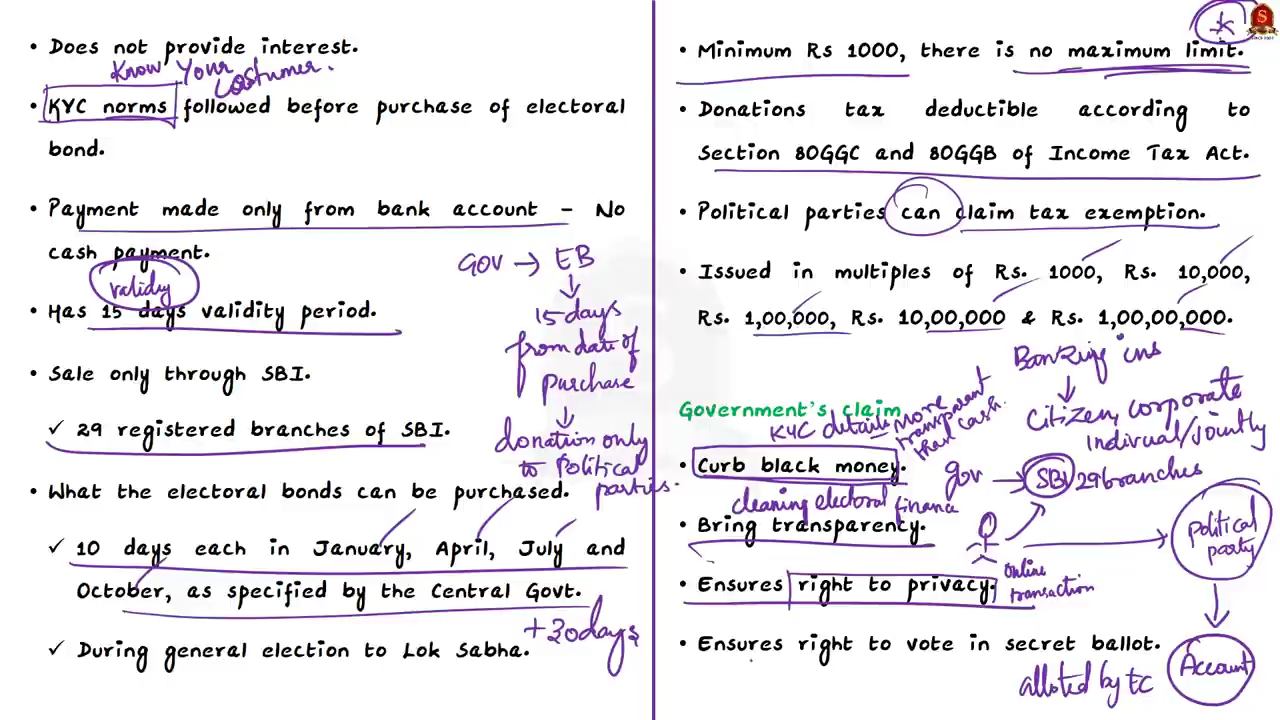 • Does not provide interest.
Know Your Costumer.
• KYC norms followed before purchase of electoral
bond.
• Payment made only from bank account - No
cash payment.
validiy
• Has 15 days validity period.
• Sale only through SBI.
✓ 29 registered branches of SBI.
• What the electoral bonds can be purchased.
✓ 10 days each in January, April, July and
October, as specified by the Central Govt.
+30days
✓ During general election to Lok Sabha.
GOV → EB
15 days
from date of
purchase
donation only
to Political
parties.
• Minimum Rs 1000, there is no maximum limit.
• Donations tax deductible according to
Section 80GGC and 80GGB of Income Tax Act.
• Political parties can claim tax exemption.
• Issued in multiples of Rs. 1000, Rs. 10,000,
Rs. 1,00,000, Rs. 10,00,000 & Rs. 1,00,00,000.
Government's claim
KYC details more
transparent
than cash.
• Curb black money.
cleaning electoral finance
• Bring transparency.
• Ensures right to privacy.
• Ensures right to vote in secret ballot.
Banking ins
Citizen, corporate
Indirual/jointly
gov → SBI 29 branches
Political
party
online
transaction
Account
alloted by EC